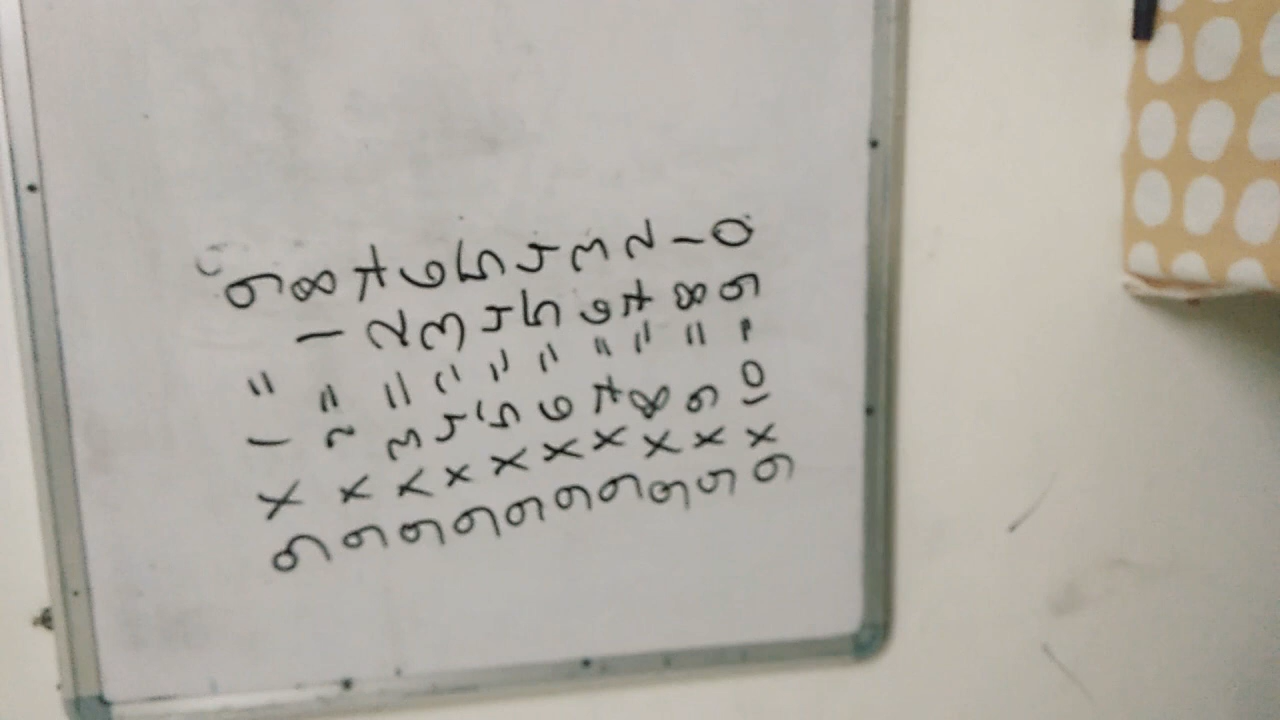 9 x 1 = 9
9 x 2 = 18
9 x 3 = 27
9 x 4 = 36
9 x 5 = 45
9 x 6 = 54
9 x 7 = 63
9 x 8 = 72
9 x 9 = 81
9 x 10 = 90